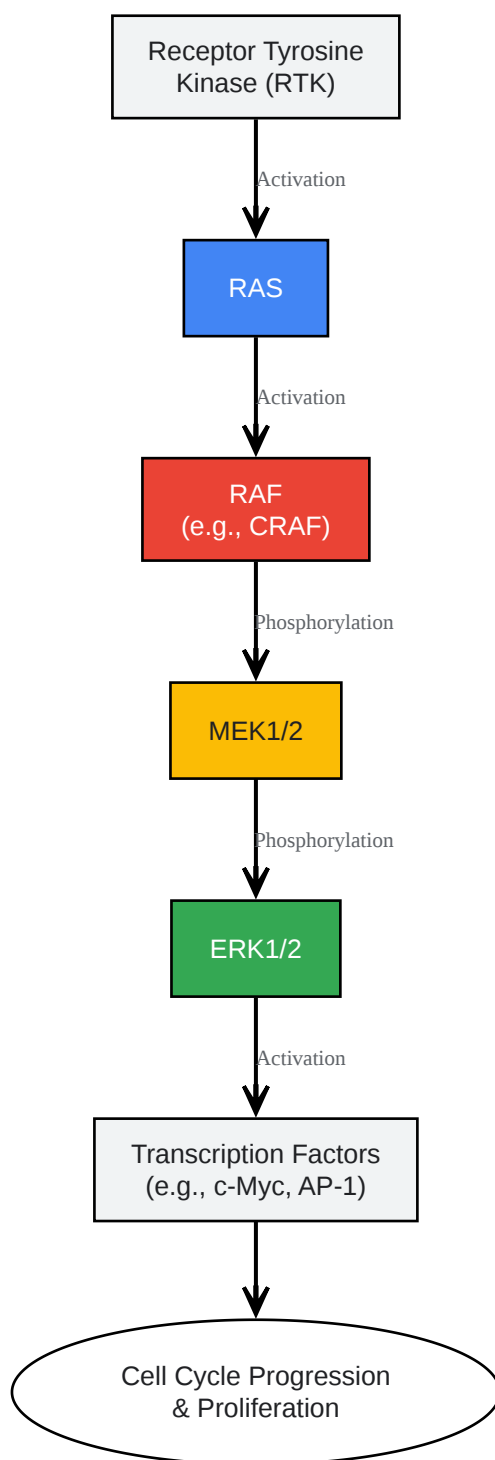 Receptor Tyrosine
Kinase (RTK)
Activation
RAS
Activation
RAF
(e.g., CRAF)
Phosphorylation
MEK1/2
Phosphorylation
ERK1/2
Activation
Transcription Factors
(e.g., c-Myc, AP-1)
Cell Cycle Progression
& Proliferation